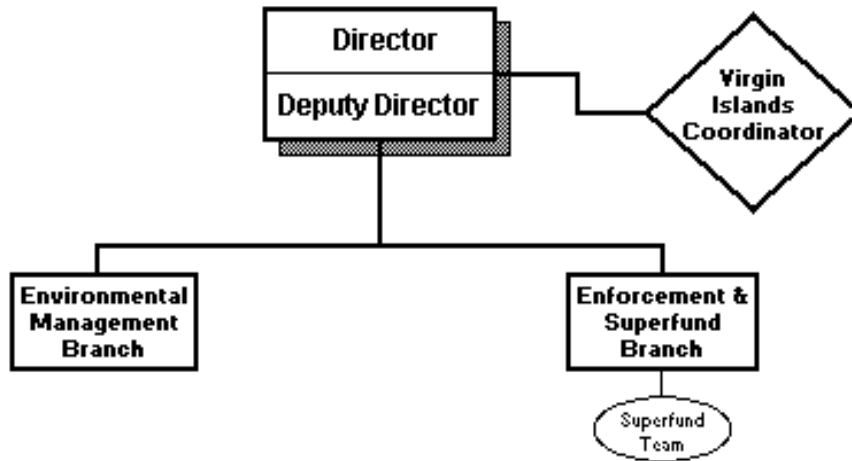 Director
Deputy Director
Virgin
Islands
Coordinator
Environmental
Management
Branch
Enforcement &
Superfund
Branch
Superfund
Team